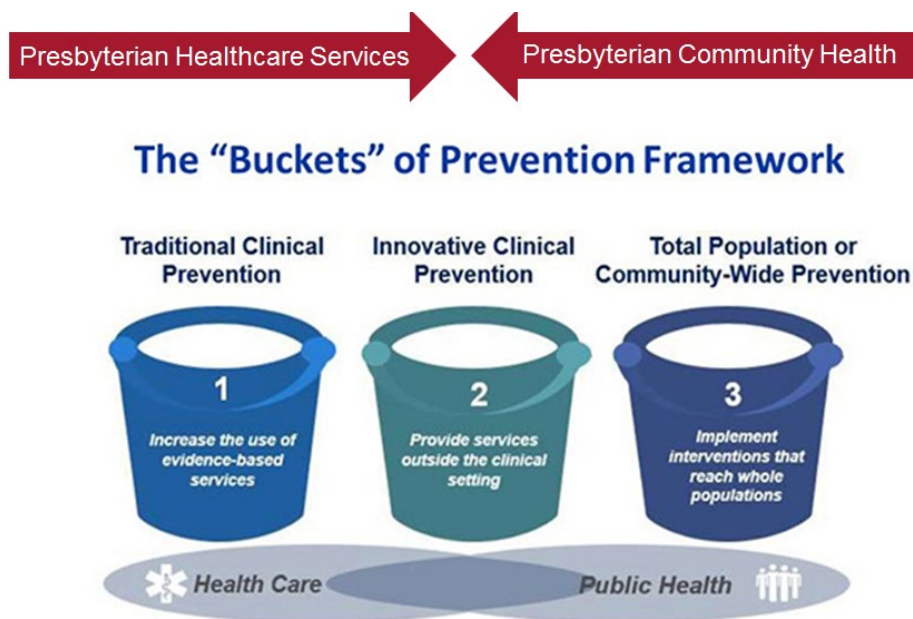 Presbyterian Healthcare Services
Presbyterian Community Health
The “Buckets” of Prevention Framework
Traditional Clinical
Prevention
Innovative Clinical
Prevention
Total Population or
Community-Wide Prevention
1
Increase the use of
evidence-based
services
2
Provide services
outside the clinical
setting
3
Implement
interventions that
reach whole
populations
Health Care
Public Health